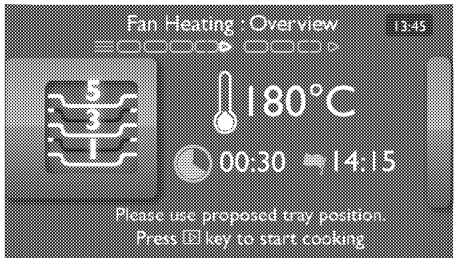 Fan Heating : Overview
13:45
5
3
1
180°C
00:30
14:15
Please use proposed tray position.
Press key to start cooking